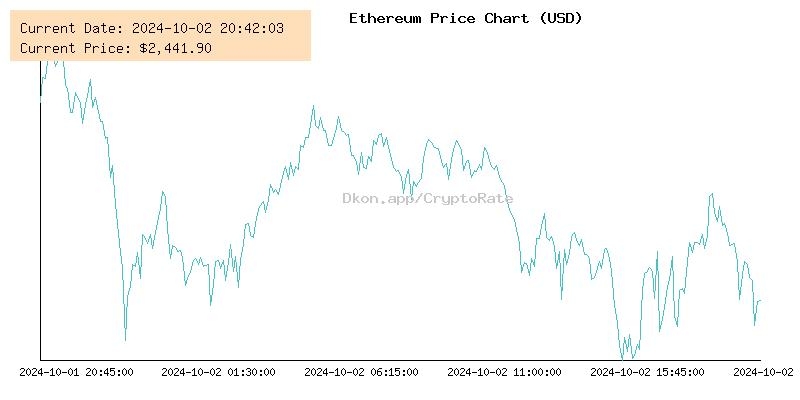 Ethereum Price Chart (USD)
Current Date: 2024-10-02 20:42:03
Current Price: $2,441.90
Dkon.app/CryptoRate
2024-10-01 20:45:00 2024-10-02 01:30:00 2024-10-02 06:15:00 2024-10-02 11:00:00 2024-10-02 15:45:00 2024-10-02